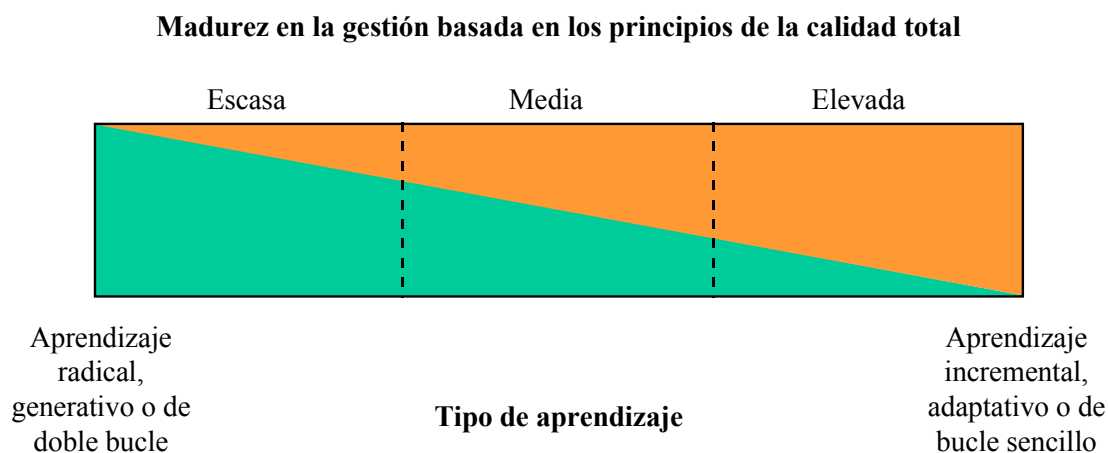 Madurez en la gestión basada en los principios de la calidad total
Escasa
Media
Elevada
Aprendizaje
radical,
generativo o de
doble bucle
Tipo de aprendizaje
Aprendizaje
incremental,
adaptativo o de
bucle sencillo